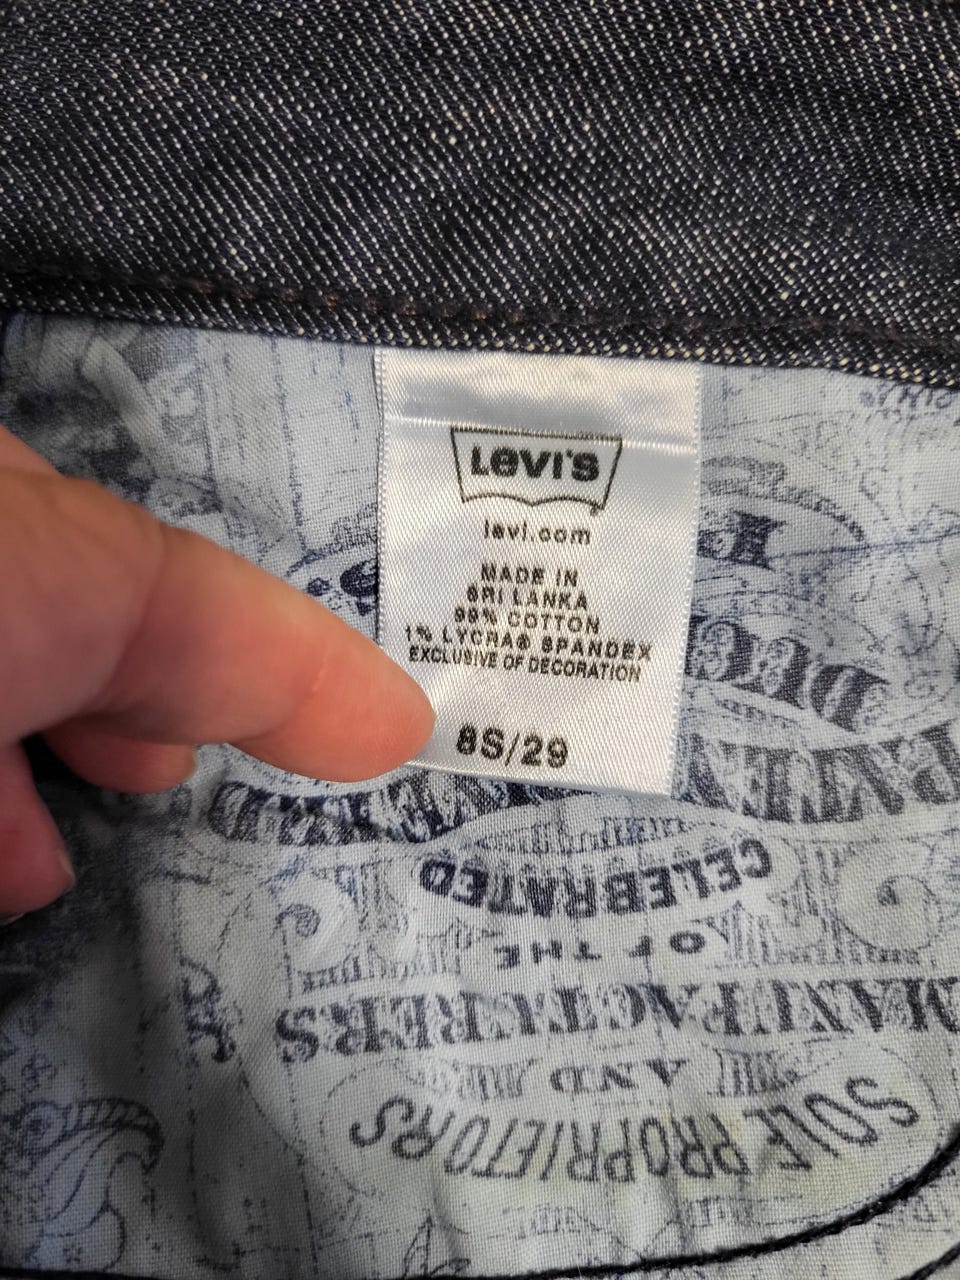 LEVI'S
levi.com
MADE IN
SRI LANKA
99% COTTON
1% LYCRA® SPANDEX
EXCLUSIVE OF DECORATION
8S/29
CELEBRATED
OF THE
MANUFACTURERS
AND
SOLE PROPRIETORS